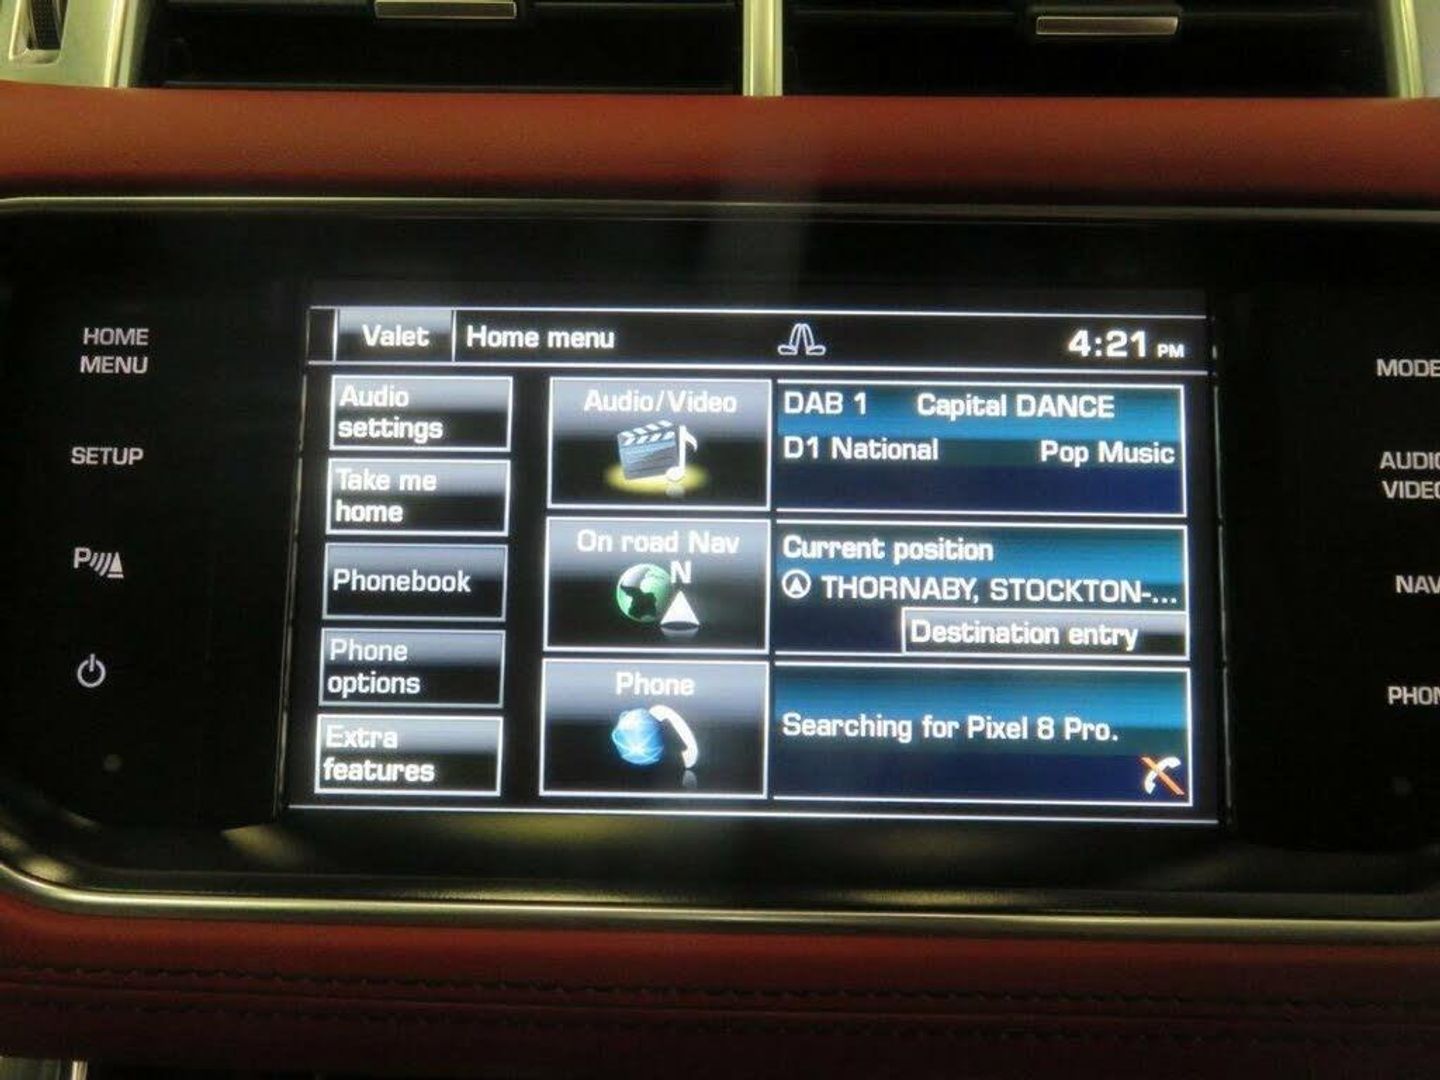 HOME
MENU
SETUP
P
Valet
Home menu
4:21 PM
Audio
settings
Take me
home
Phonebook
Phone
options
Extra
features
Audio/Video
DAB 1 Capital DANCE
D1 National Pop Music
On road Nav
N
Current position
THORNABY, STOCKTON-...
Destination entry
Phone
Searching for Pixel 8 Pro.
MODE
AUDIO
VIDEO
NAV
PHON